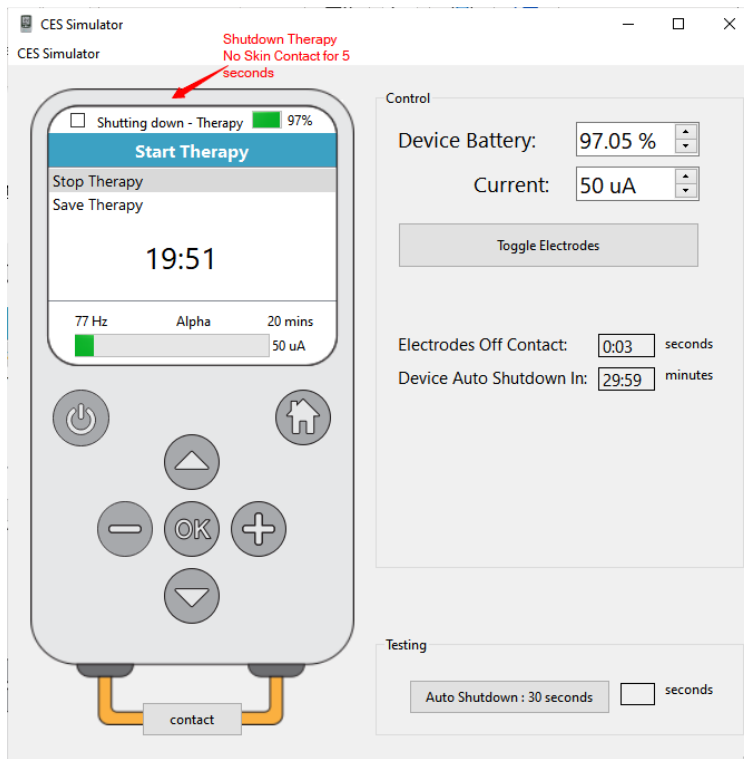 CES Simulator
CES Simulator
Shutdown Therapy
No Skin Contact for 5
seconds
Shutting down - Therapy 97%
Start Therapy
Stop Therapy
Save Therapy
19:51
77 Hz Alpha 20 mins
50 uA
OK
contact
Control
Device Battery: 97.05 %
Current: 50 uA
Toggle Electrodes
Electrodes Off Contact: 0:03 seconds
Device Auto Shutdown In: 29:59 minutes
Testing
Auto Shutdown : 30 seconds seconds